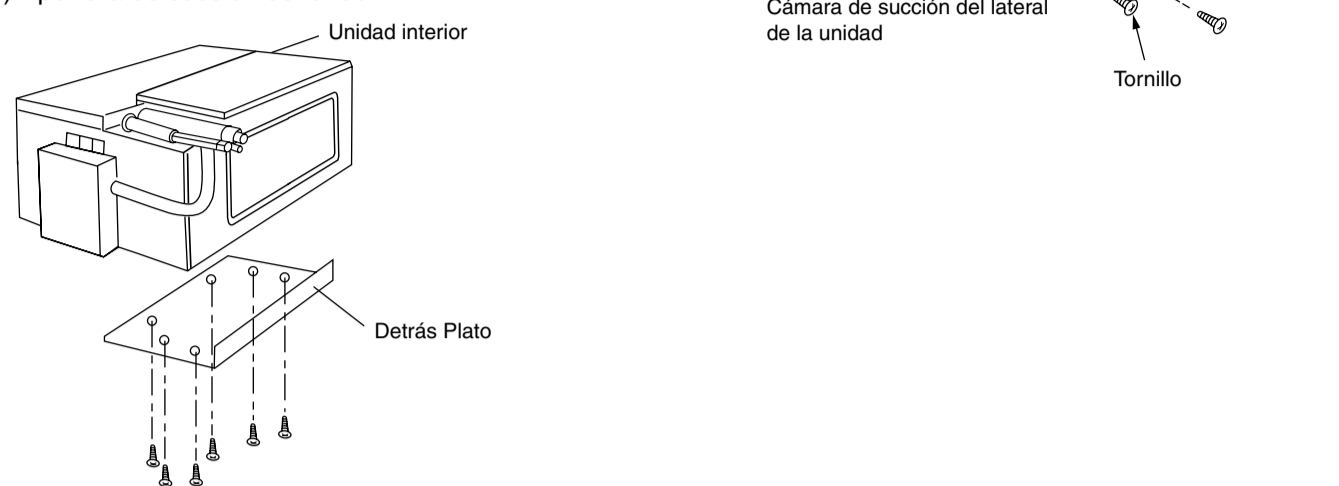 Unidad interior
Detrás Plato
Cámara de succión del lateral
de la unidad
Tornillo